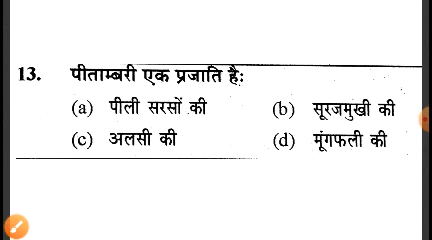 13. पीताम्बरी एक प्रजाति है:
(a) पीली सरसों की (b) सूरजमुखी की
(c) अलसी की (d) मूंगफली की